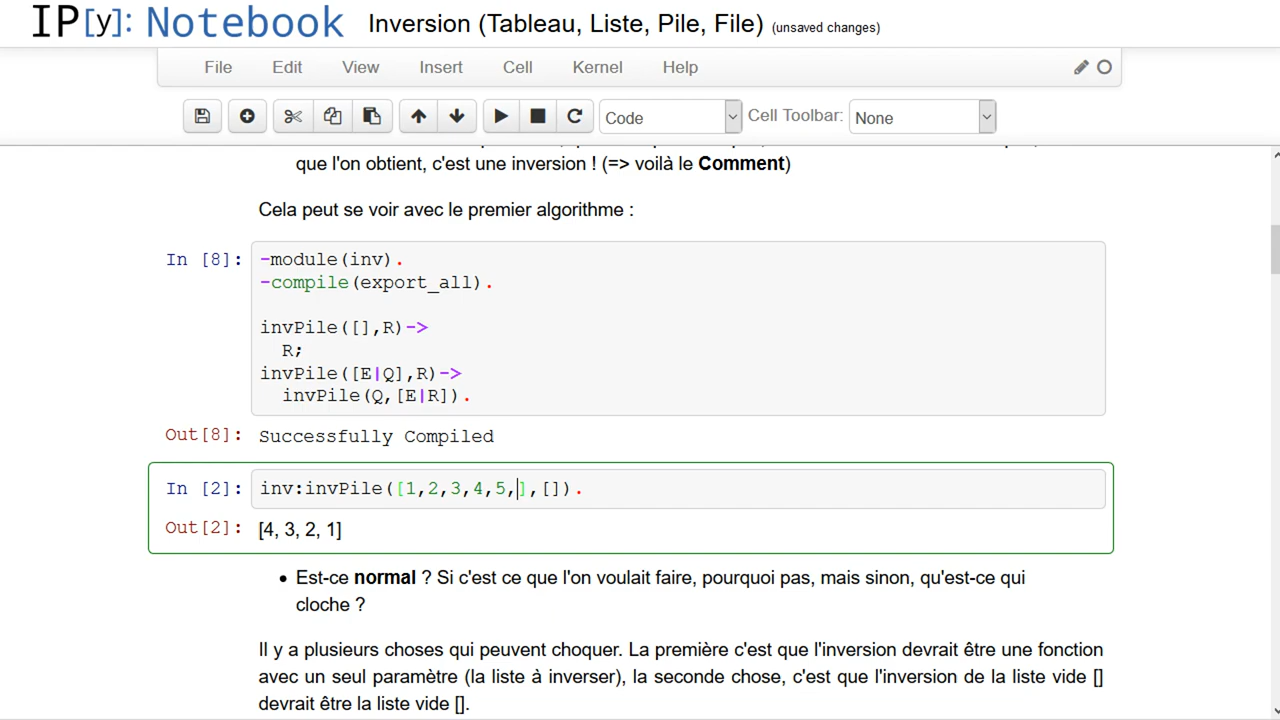 IP[y]: Notebook Inversion (Tableau, Liste, Pile, File) (unsaved changes)
File Edit View Insert Cell Kernel Help
Code Cell Toolbar: None
que l'on obtient, c'est une inversion ! (=> voilà le Comment)
Cela peut se voir avec le premier algorithme :
In [8]: -module(inv).
-compile(export_all).
invPile([],R)->
R;
invPile([E|Q],R)->
invPile(Q,[E|R]).
Out[8]: Successfully Compiled
In [2]: inv:invPile([1,2,3,4,5,],[]).
Out[2]: [4, 3, 2, 1]
• Est-ce normal ? Si c'est ce que l'on voulait faire, pourquoi pas, mais sinon, qu'est-ce qui
cloche ?
Il y a plusieurs choses qui peuvent choquer. La première c'est que l'inversion devrait être une fonction
avec un seul paramètre (la liste à inverser), la seconde chose, c'est que l'inversion de la liste vide []
devrait être la liste vide [].